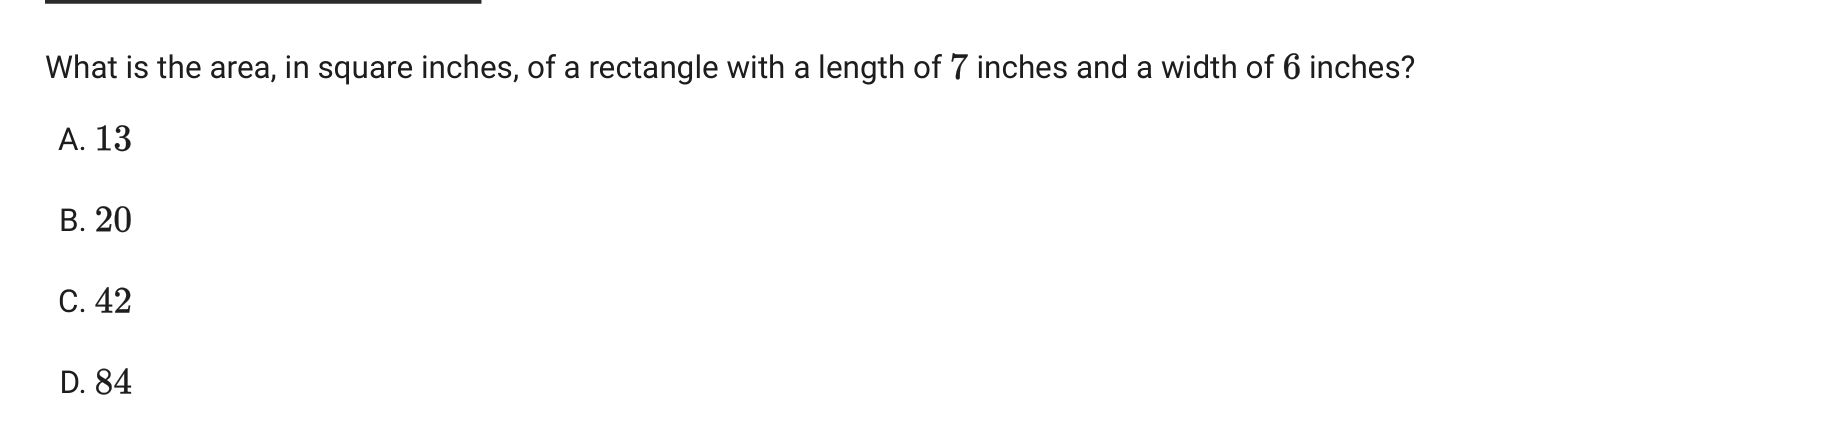 What is the area, in square inches, of a rectangle with a length of 7 inches and a width of 6 inches?
A. 13
B. 20
C. 42
D. 84